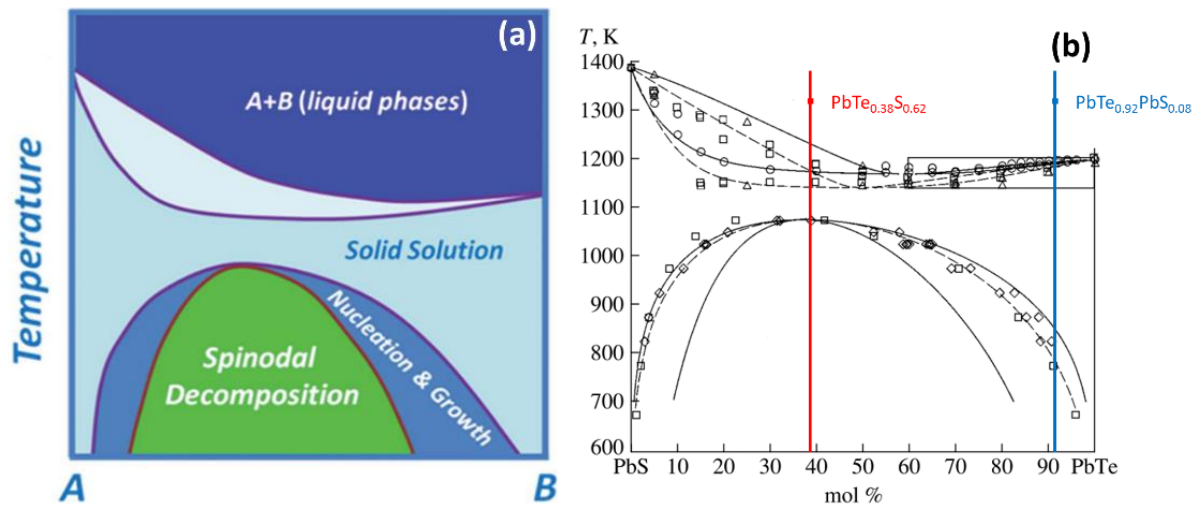 (a)
A+B (liquid phases)
Solid Solution
Nucleation & Growth
Spinodal
Decomposition
Temperature
A
B
(b)
T, K
1400
1300
1200
1100
1000
900
800
700
600
PbTe0.38S0.62
PbTe0.92PbS0.08
PbS 10 20 30 40 50 60 70 80 90 PbTe
mol %